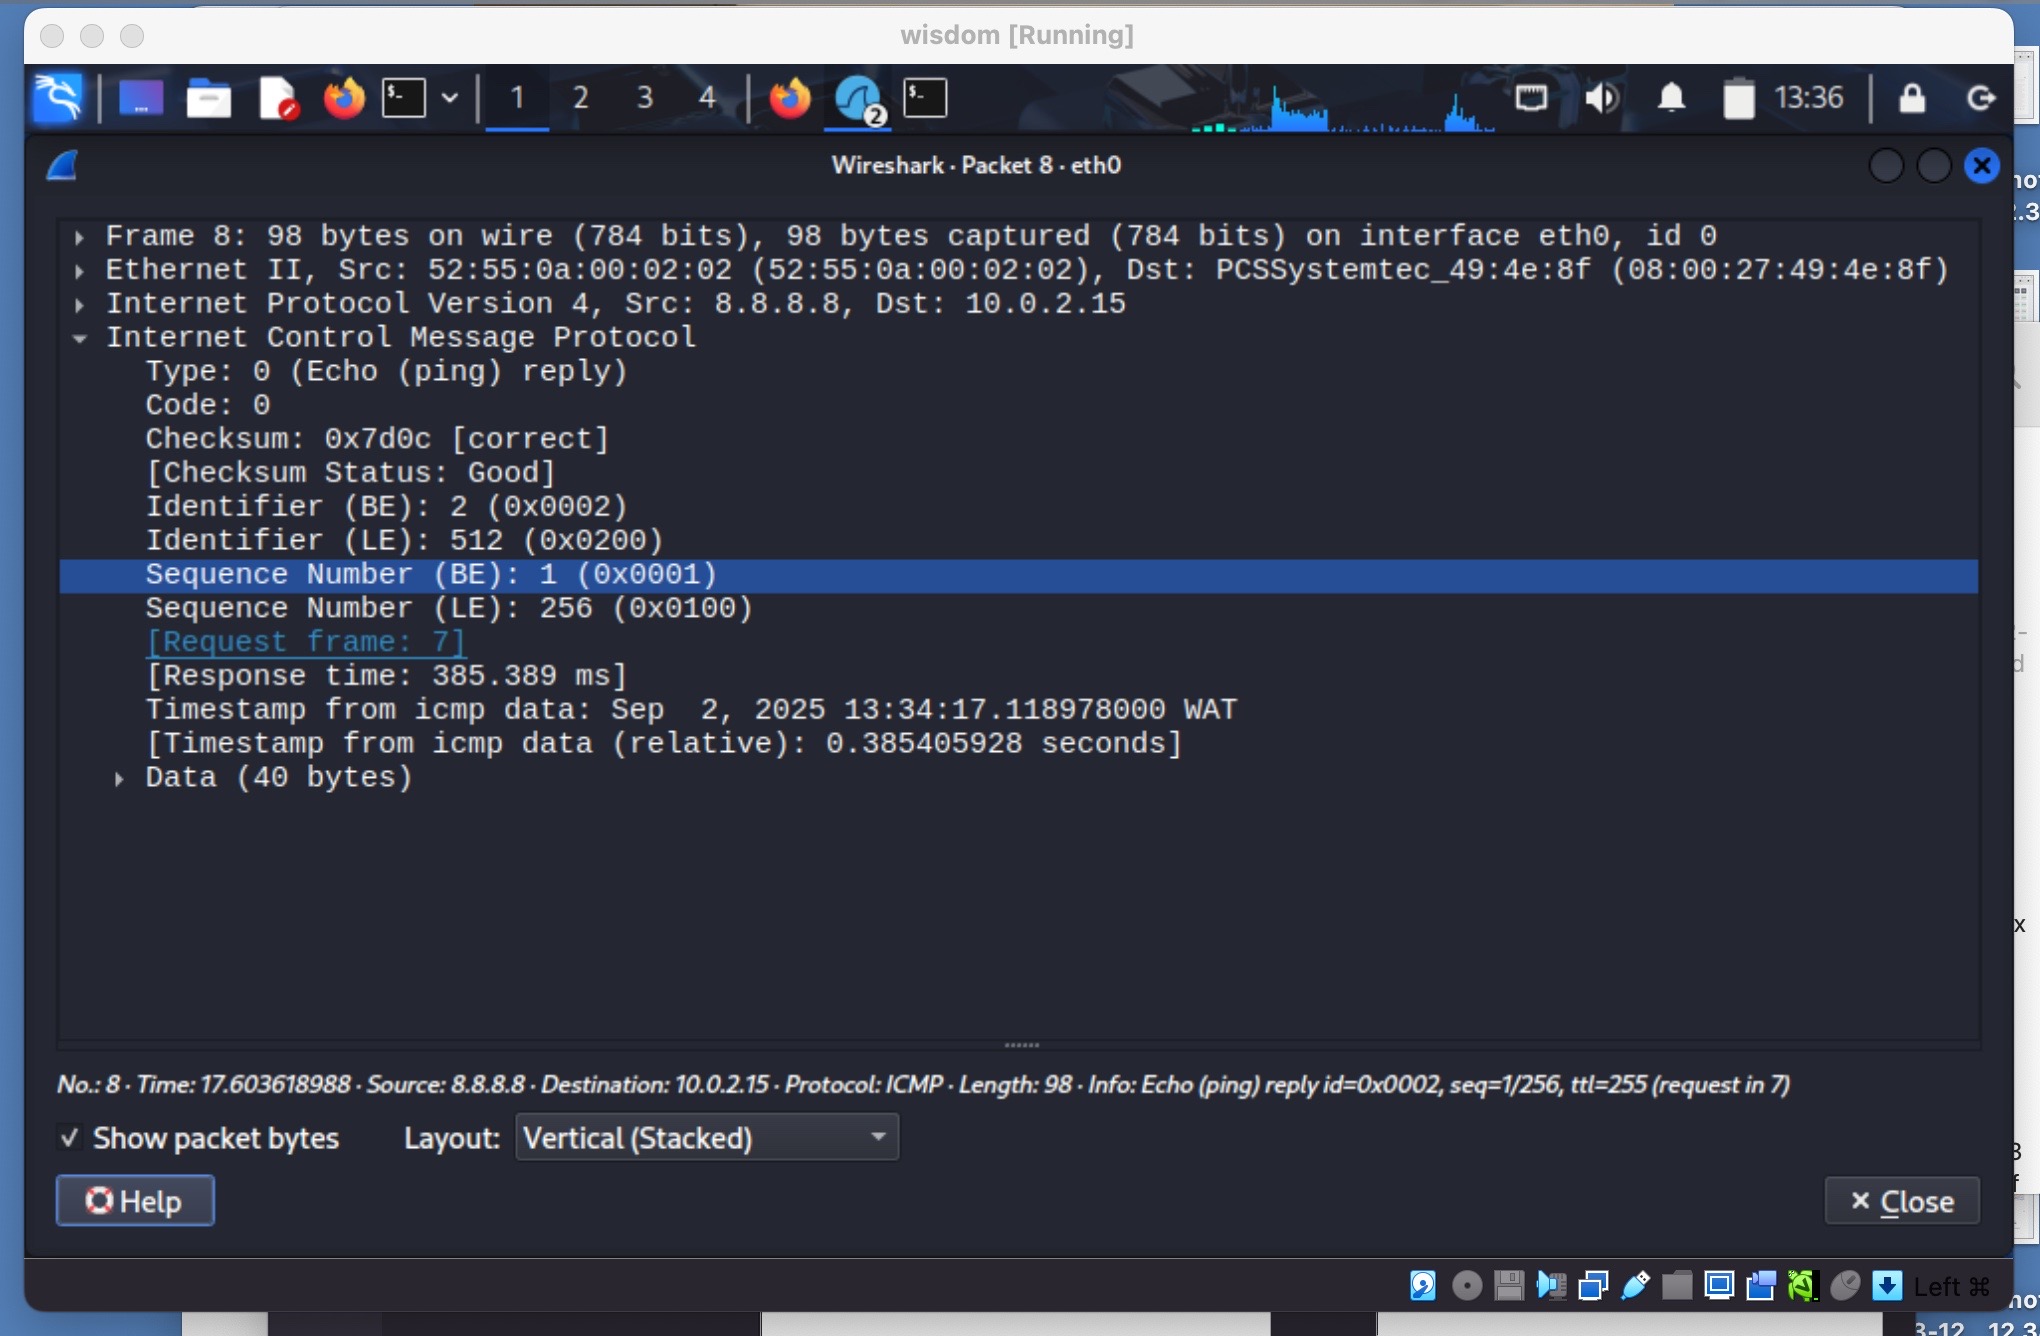 wisdom [Running]
$- 1 2 3 4 2 $- 13:36
Wireshark · Packet 8 · eth0
Frame 8: 98 bytes on wire (784 bits), 98 bytes captured (784 bits) on interface eth0, id 0
Ethernet II, Src: 52:55:0a:00:02:02 (52:55:0a:00:02:02), Dst: PCSSystemtec_49:4e:8f (08:00:27:49:4e:8f)
Internet Protocol Version 4, Src: 8.8.8.8, Dst: 10.0.2.15
Internet Control Message Protocol
Type: 0 (Echo (ping) reply)
Code: 0
Checksum: 0x7d0c [correct]
[Checksum Status: Good]
Identifier (BE): 2 (0x0002)
Identifier (LE): 512 (0x0200)
Sequence Number (BE): 1 (0x0001)
Sequence Number (LE): 256 (0x0100)
[Request frame: 7]
[Response time: 385.389 ms]
Timestamp from icmp data: Sep  2, 2025 13:34:17.118978000 WAT
[Timestamp from icmp data (relative): 0.385405928 seconds]
Data (40 bytes)
No.: 8 · Time: 17.603618988 · Source: 8.8.8.8 · Destination: 10.0.2.15 · Protocol: ICMP · Length: 98 · Info: Echo (ping) reply id=0x0002, seq=1/256, ttl=255 (request in 7)
Show packet bytes Layout: Vertical (Stacked)
Help Close
Left ⌘
3-12 12.3